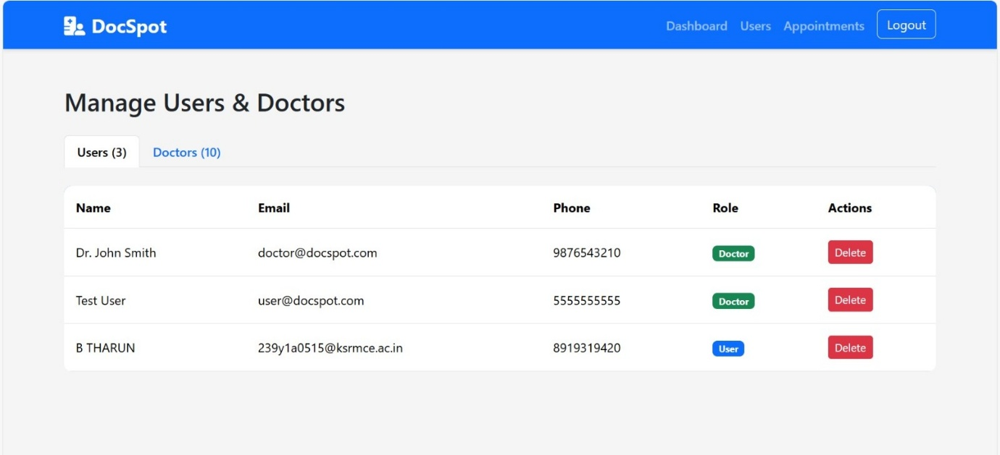 DocSpot Dashboard Users Appointments Logout
Manage Users & Doctors
Users (3) Doctors (10)
Name Email Phone Role Actions
Dr. John Smith doctor@docspot.com 9876543210 Doctor Delete
Test User user@docspot.com 5555555555 Doctor Delete
B THARUN 239y1a0515@ksrmce.ac.in 8919319420 User Delete